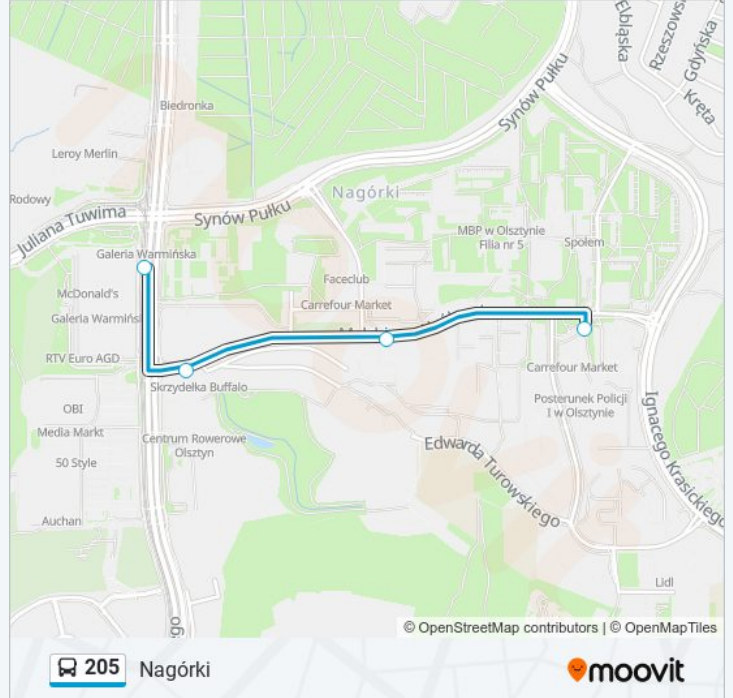 Elbląska
Rzeszows
Gdyńska
Kręta
Biedronka
Synów Pułku
Leroy Merlin
Nagórki
Rodowy
Juliana Tuwima
Synów Pułku
MBP w Olsztynie
Filia nr 5
Społem
Galeria Warmińska
Faceclub
McDonald's
Carrefour Market
Galeria Warmińsk
RTV Euro AGD
Skrzydełka Buffalo
Carrefour Market
OBI
Posterunek Policji
I w Olsztynie
Ignacego Krasickiego
Media Markt
Centrum Rowerowe
Olsztyn
50 Style
Edwarda Turowskiego
Auchan
Lidl
ego
© OpenStreetMap contributors | © OpenMapTiles
205 Nagórki
moovit